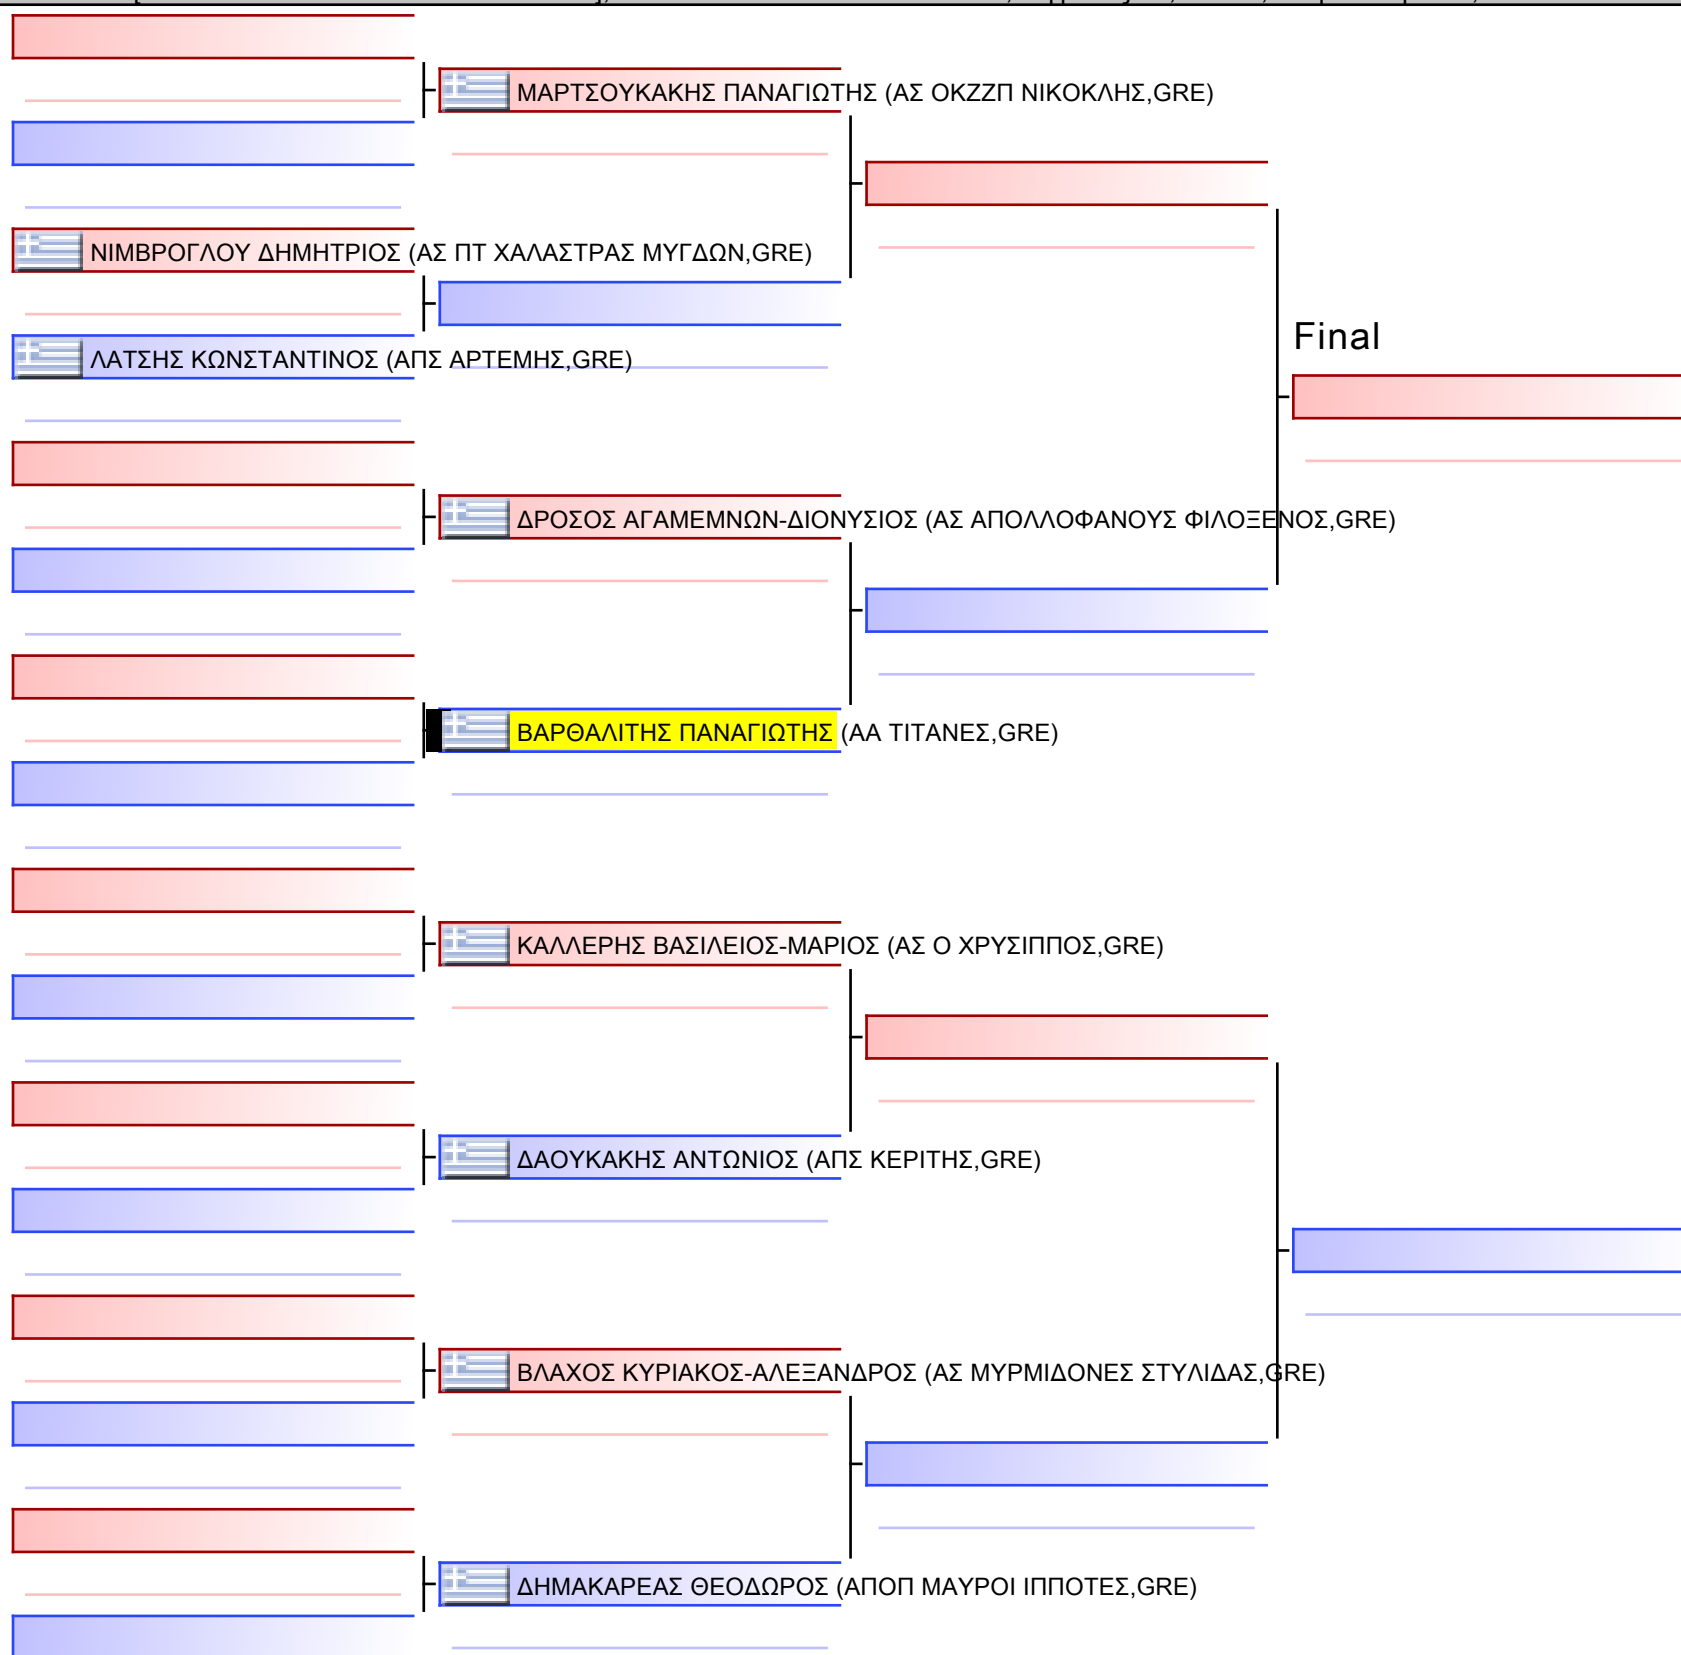 ΜΑΡΤΣΟΥΚΑΚΗΣ ΠΑΝΑΓΙΩΤΗΣ (ΑΣ ΟΚΖΖΠ ΝΙΚΟΚΛΗΣ,GRE)
ΝΙΜΒΡΟΓΛΟΥ ΔΗΜΗΤΡΙΟΣ (ΑΣ ΠΤ ΧΑΛΑΣΤΡΑΣ ΜΥΓΔΩΝ,GRE)
Final
ΛΑΤΣΗΣ ΚΩΝΣΤΑΝΤΙΝΟΣ (ΑΠΣ ΑΡΤΕΜΗΣ,GRE)
ΔΡΟΣΟΣ ΑΓΑΜΕΜΝΩΝ-ΔΙΟΝΥΣΙΟΣ (ΑΣ ΑΠΟΛΛΟΦΑΝΟΥΣ ΦΙΛΟΞΕΝΟΣ,GRE)
ΒΑΡΘΑΛΙΤΗΣ ΠΑΝΑΓΙΩΤΗΣ (ΑΑ ΤΙΤΑΝΕΣ,GRE)
ΚΑΛΛΕΡΗΣ ΒΑΣΙΛΕΙΟΣ-ΜΑΡΙΟΣ (ΑΣ Ο ΧΡΥΣΙΠΠΟΣ,GRE)
ΔΑΟΥΚΑΚΗΣ ΑΝΤΩΝΙΟΣ (ΑΠΣ ΚΕΡΙΤΗΣ,GRE)
ΒΛΑΧΟΣ ΚΥΡΙΑΚΟΣ-ΑΛΕΞΑΝΔΡΟΣ (ΑΣ ΜΥΡΜΙΔΟΝΕΣ ΣΤΥΛΙΔΑΣ,GRE)
ΔΗΜΑΚΑΡΕΑΣ ΘΕΟΔΩΡΟΣ (ΑΠΟΠ ΜΑΥΡΟΙ ΙΠΠΟΤΕΣ,GRE)